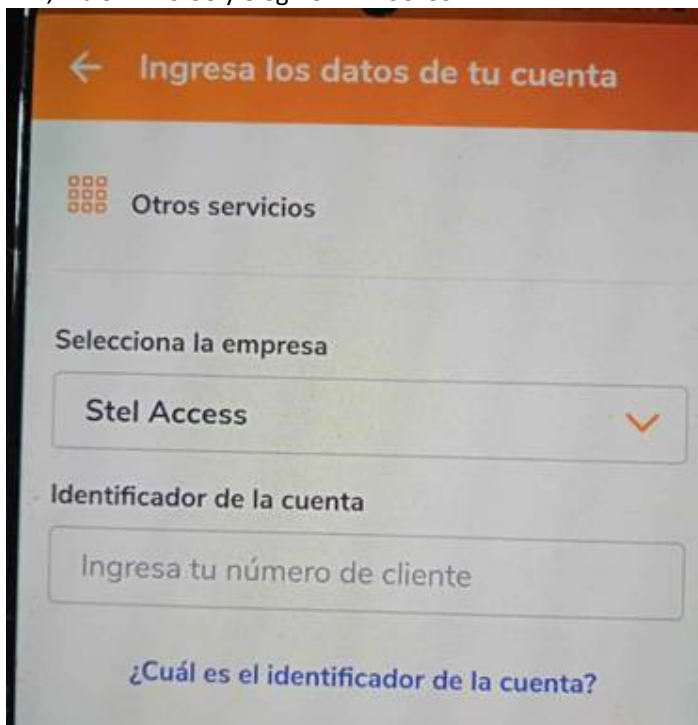 Ingresa los datos de tu cuenta
Otros servicios
Selecciona la empresa
Stel Access
Identificador de la cuenta
Ingresa tu número de cliente
¿Cuál es el identificador de la cuenta?